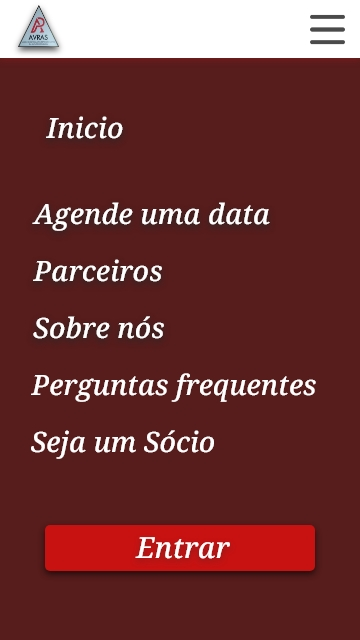 AVRAS
Inicio
Agende uma data
Parceiros
Sobre nós
Perguntas frequentes
Seja um Sócio
Entrar